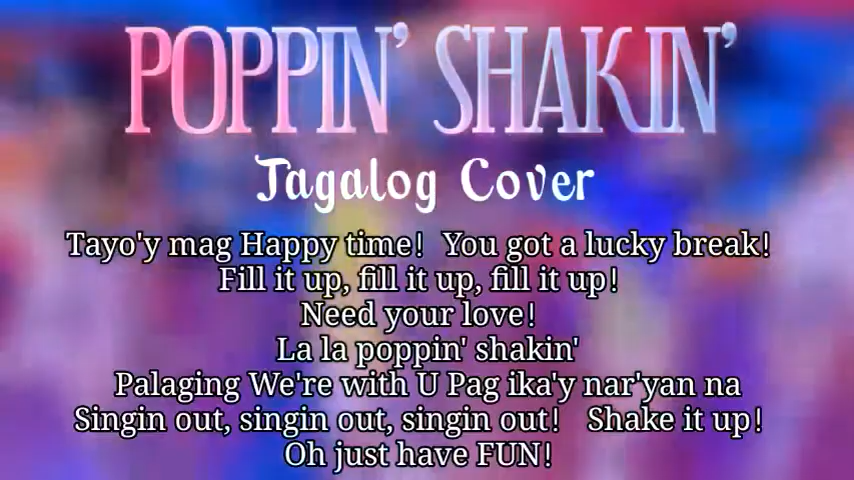 POPPIN' SHAKIN'
Tagalog Cover
Tayo'y mag Happy time! You got a lucky break!
Fill it up, fill it up, fill it up!
Need your love!
La la poppin' shakin'
Palaging We're with U Pag ika'y nar'yan na
Singin out, singin out, singin out! Shake it up!
Oh just have FUN!